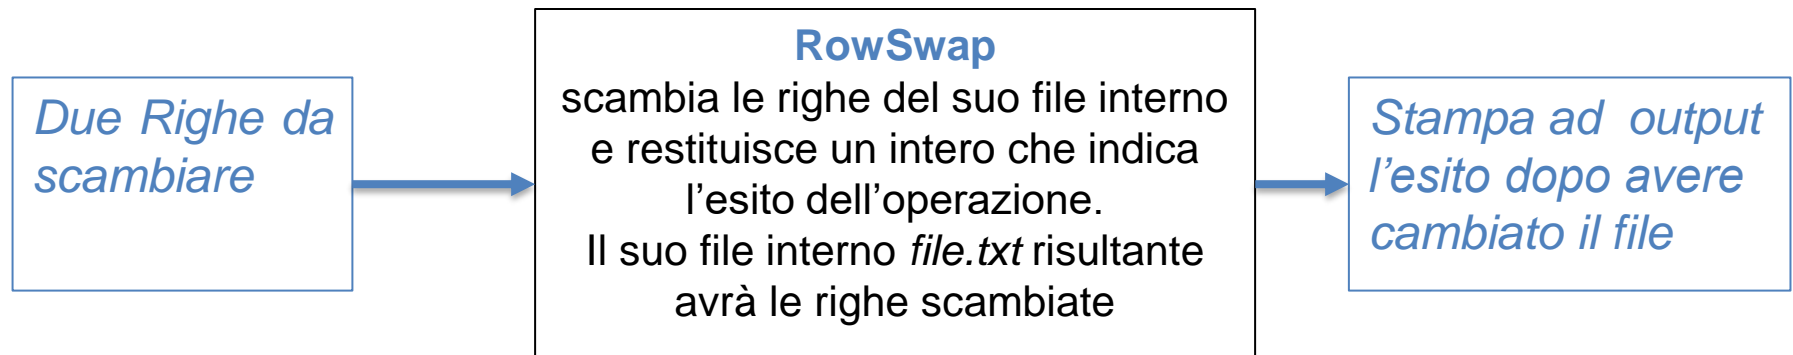 Due Righe da
scambiare
RowSwap
scambia le righe del suo file interno
e restituisce un intero che indica
l'esito dell'operazione.
Il suo file interno file.txt risultante
avrà le righe scambiate
Stampa ad output
l'esito dopo avere
cambiato il file